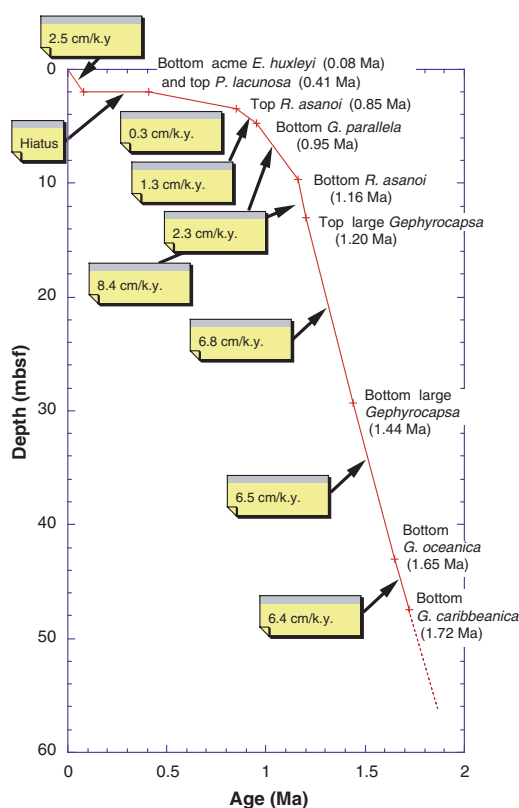 2.5 cm/k.y
Bottom acme E. huxleyi (0.08 Ma)
and top P. lacunosa (0.41 Ma)
Top R. asanoi (0.85 Ma)
0.3 cm/k.y.
Bottom G. parallela
(0.95 Ma)
Hiatus
1.3 cm/k.y.
Bottom R. asanoi
(1.16 Ma)
Top large Gephyrocapsa
(1.20 Ma)
2.3 cm/k.y.
8.4 cm/k.y.
6.8 cm/k.y.
Bottom large
Gephyrocapsa
(1.44 Ma)
6.5 cm/k.y.
Bottom
G. oceanica
(1.65 Ma)
6.4 cm/k.y.
Bottom
G. caribbeanica
(1.72 Ma)
Depth (mbsf)
0
10
20
30
40
50
60
0
0.5
1
1.5
2
Age (Ma)